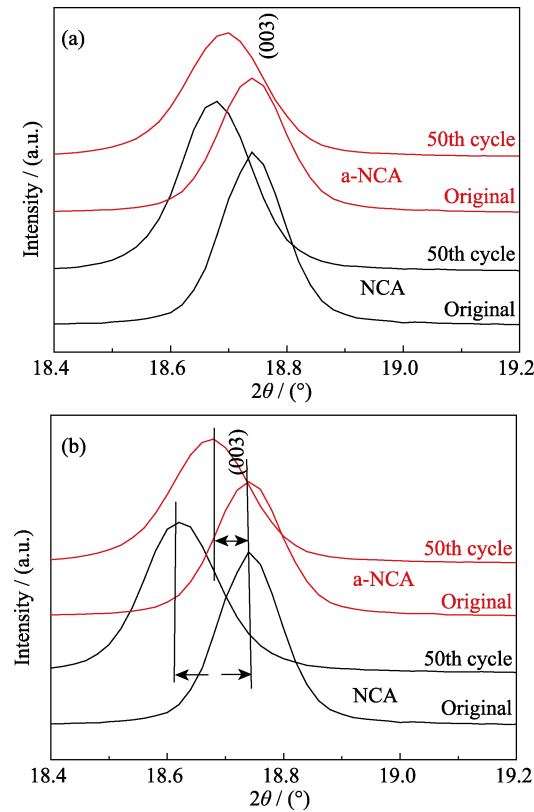 (a)
(003)
50th cycle
a-NCA
Original
50th cycle
NCA
Original
Intensity / (a.u.)
18.4 18.6 18.8 19.0 19.2
2θ / (°)
(b)
(003)
50th cycle
a-NCA
Original
50th cycle
NCA
Original
Intensity / (a.u.)
18.4 18.6 18.8 19.0 19.2
2θ / (°)